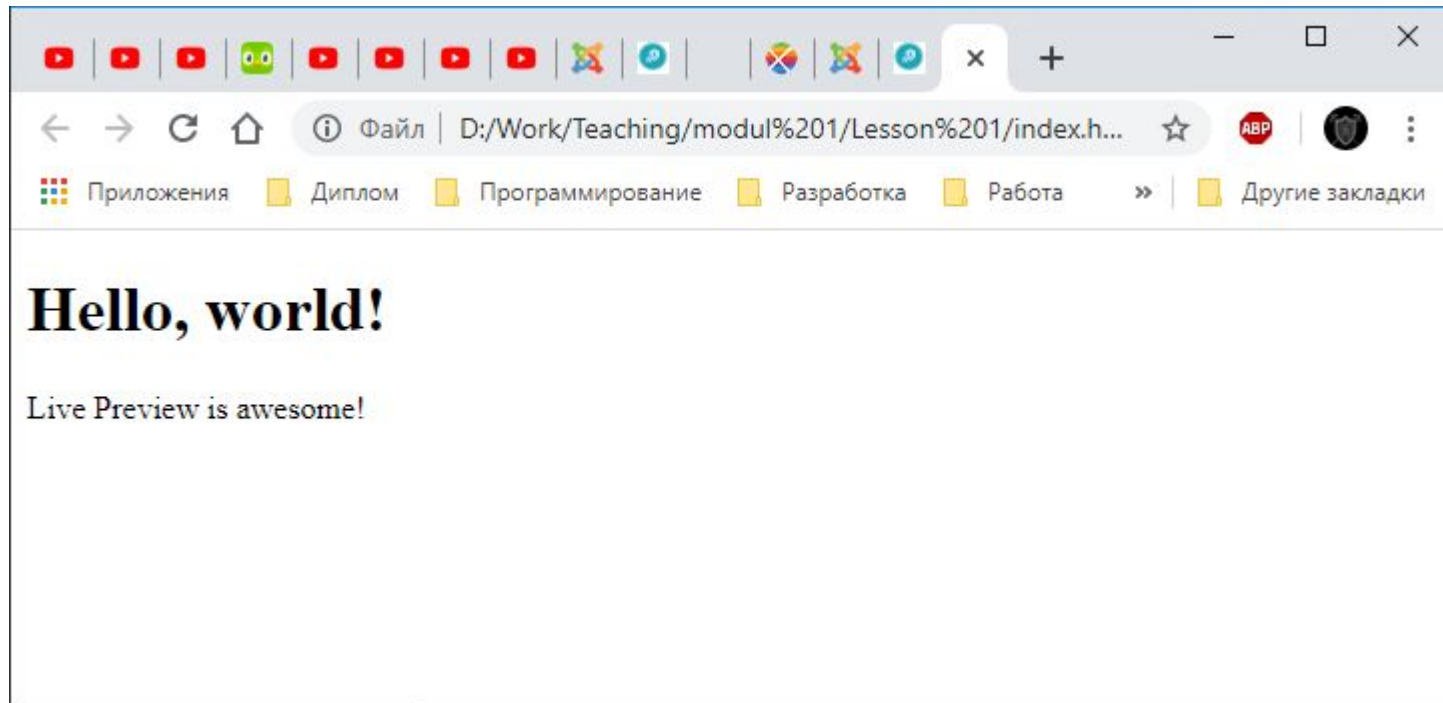 Файл D:/Work/Teaching/modul%201/Lesson%201/index.h... ABP
Приложения Диплом Программирование Разработка Работа » Другие закладки
Hello, world!
Live Preview is awesome!